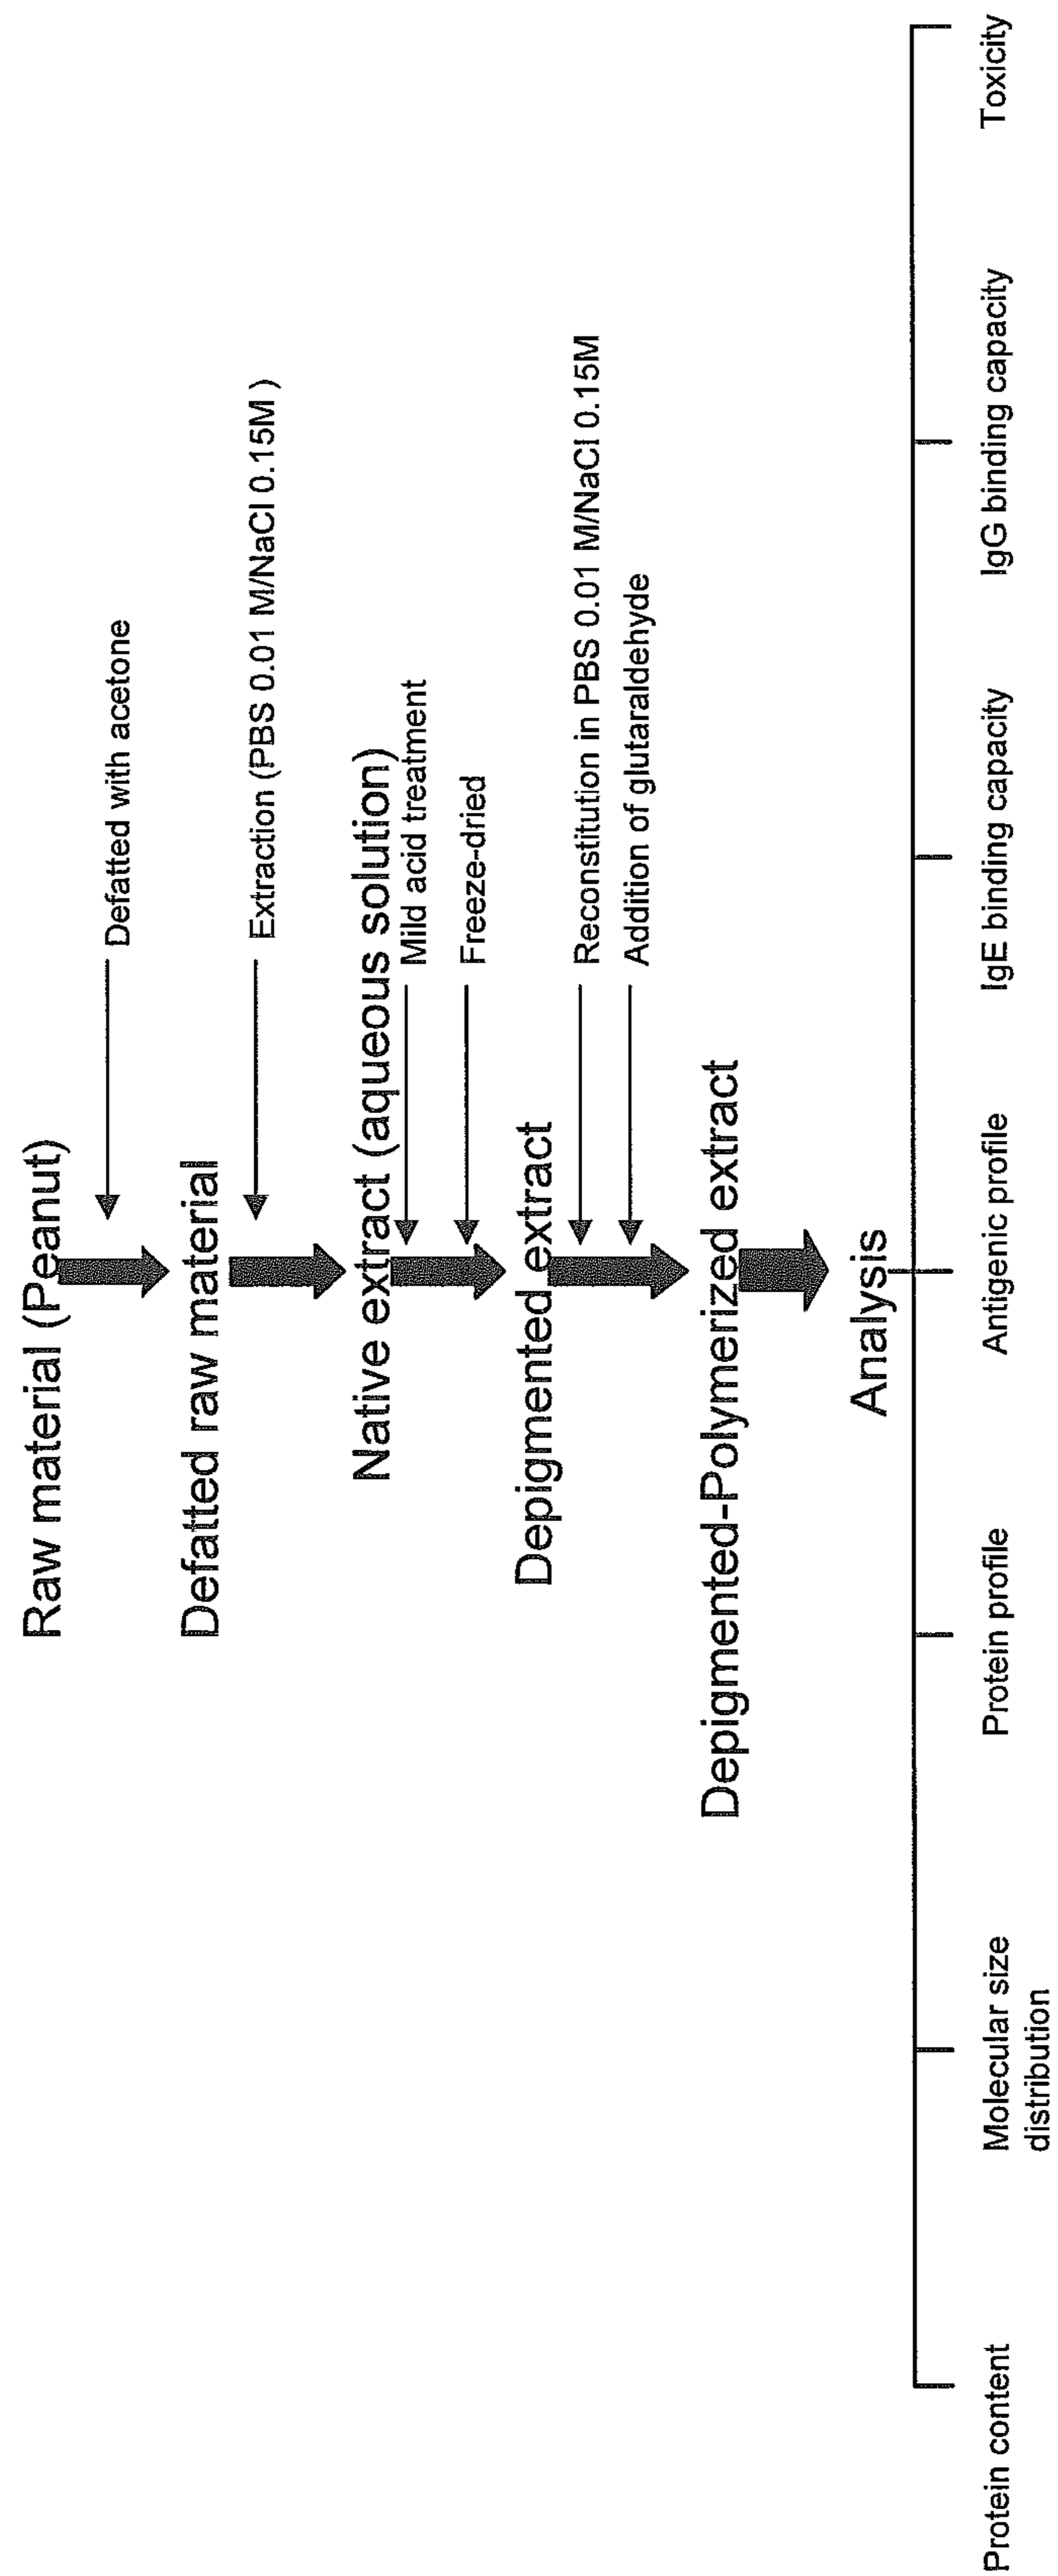 Raw material (Peanut)
Defatted with acetone
Defatted raw material
Extraction (PBS 0.01 M/NaCl 0.15M )
Native extract (aqueous solution)
Mild acid treatment
Freeze-dried
Depigmented extract
Reconstitution in PBS 0.01 M/NaCl 0.15M
Addition of glutaraldehyde
Depigmented-Polymerized extract
Analysis
Protein content
Molecular size
distribution
Protein profile
Antigenic profile
IgE binding capacity
IgG binding capacity
Toxicity